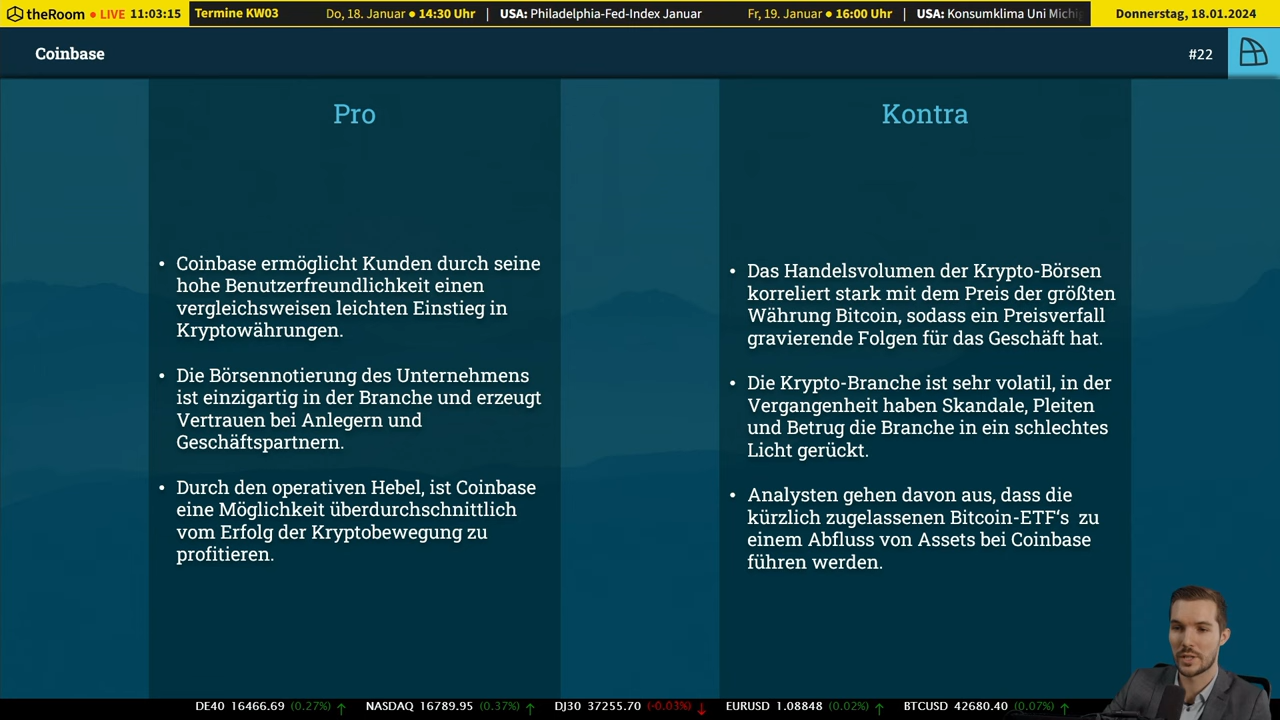 theRoom ● LIVE 11:03:15
Termine KW03
Do, 18. Januar ● 14:30 Uhr | USA: Philadelphia-Fed-Index Januar
Fr, 19. Januar ● 16:00 Uhr | USA: Konsumklima Uni
Donnerstag, 18.01.2024
Coinbase
#22
Pro
• Coinbase ermöglicht Kunden durch seine
hohe Benutzerfreundlichkeit einen
vergleichsweisen leichten Einstieg in
Kryptowährungen.
• Die Börsennotierung des Unternehmens
ist einzigartig in der Branche und erzeugt
Vertrauen bei Anlegern und
Geschäftspartnern.
• Durch den operativen Hebel, ist Coinbase
eine Möglichkeit überdurchschnittlich
vom Erfolg der Kryptobewegung zu
profitieren.
Kontra
• Das Handelsvolumen der Krypto-Börsen
korreliert stark mit dem Preis der größten
Währung Bitcoin, sodass ein Preisverfall
gravierende Folgen für das Geschäft hat.
• Die Krypto-Branche ist sehr volatil, in der
Vergangenheit haben Skandale, Pleiten
und Betrug die Branche in ein schlechtes
Licht gerückt.
• Analysten gehen davon aus, dass die
kürzlich zugelassenen Bitcoin-ETF‘s zu
einem Abfluss von Assets bei Coinbase
führen werden.
DE40 16466.69 (0.27%) ↑ NASDAQ 16789.95 (0.37%) ↑ DJ30 37255.70 (-0.03%) ↓ EURUSD 1.08848 (0.02%) ↑ BTCUSD 42680.40 (0.07%) ↑